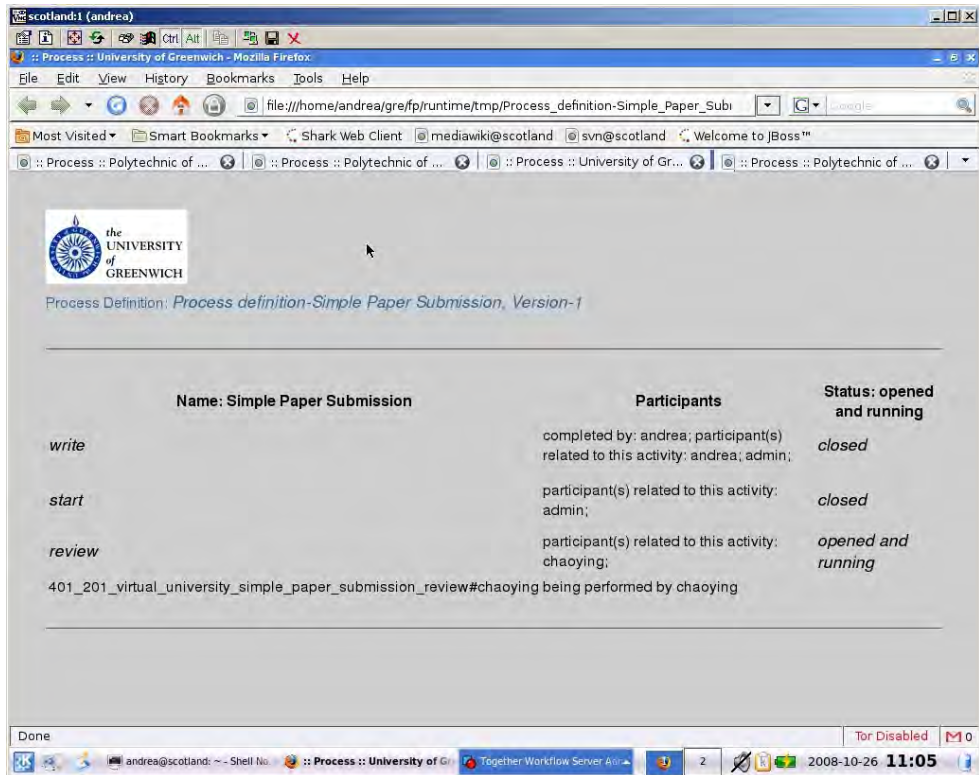 scotland:1 (andrea)
Ctrl Alt
:: Process :: University of Greenwich - Mozilla Firefox
File Edit View History Bookmarks Tools Help
file:///home/andrea/gre/fp/runtime/tmp/Process_definition-Simple_Paper_Subi
G Google
Most Visited Smart Bookmarks Shark Web Client mediawiki@scotland svn@scotland Welcome to JBoss™
:: Process :: Polytechnic of ... :: Process :: Polytechnic of ... :: Process :: University of Gr... :: Process :: Polytechnic of ...
the
UNIVERSITY
of
GREENWICH
Process Definition: Process definition-Simple Paper Submission, Version-1
Name: Simple Paper Submission Participants Status: opened
and running
write completed by: andrea; participant(s)
related to this activity: andrea; admin; closed
start participant(s) related to this activity:
admin; closed
review participant(s) related to this activity:
chaoying; opened and
running
401_201_virtual_university_simple_paper_submission_review#chaoying being performed by chaoying
Done Tor Disabled 0
andrea@scotland: ~ - Shell No. :: Process :: University of Gr Together Workflow Server 2 2008-10-26 11:05